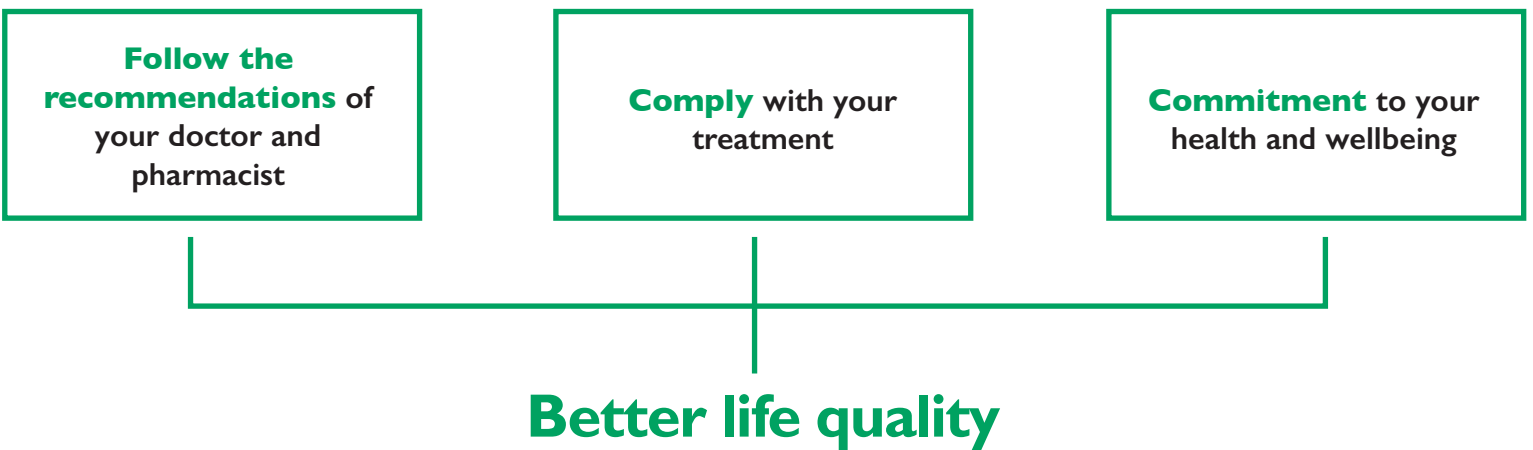 Follow the
recommendations of
your doctor and
pharmacist
Comply with your
treatment
Commitment to your
health and wellbeing
Better life quality